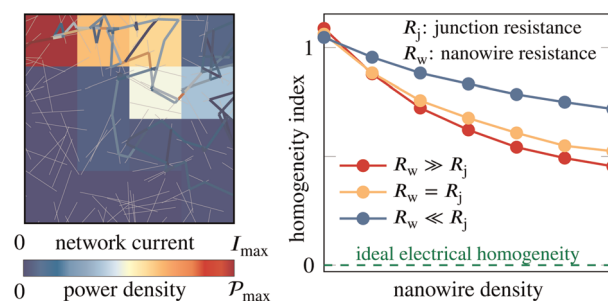 0 network current I_max
power density
0 P_max
homogeneity index
1
0
R_j: junction resistance
R_w: nanowire resistance
R_w ≫ R_j
R_w = R_j
R_w ≪ R_j
ideal electrical homogeneity
nanowire density